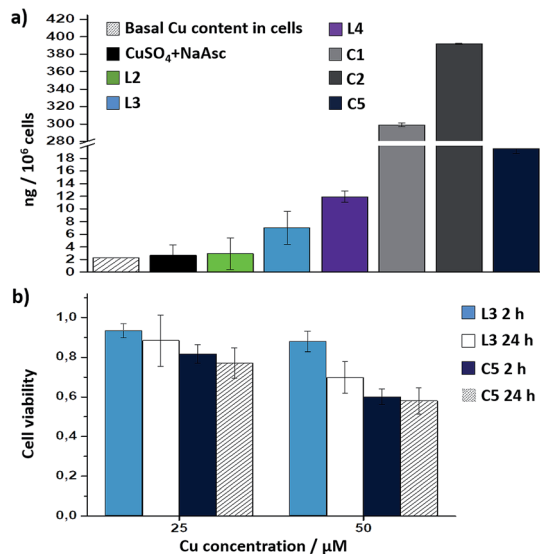 a)
420
400
380
360
340
320
300
280
18
16
14
12
10
8
6
4
2
0
ng / 10⁶ cells
Basal Cu content in cells
CuSO₄+NaAsc
L2
L3
L4
C1
C2
C5
b)
1,0
0,8
0,6
0,4
0,2
0,0
Cell viability
L3 2 h
L3 24 h
C5 2 h
C5 24 h
25
50
Cu concentration / µM